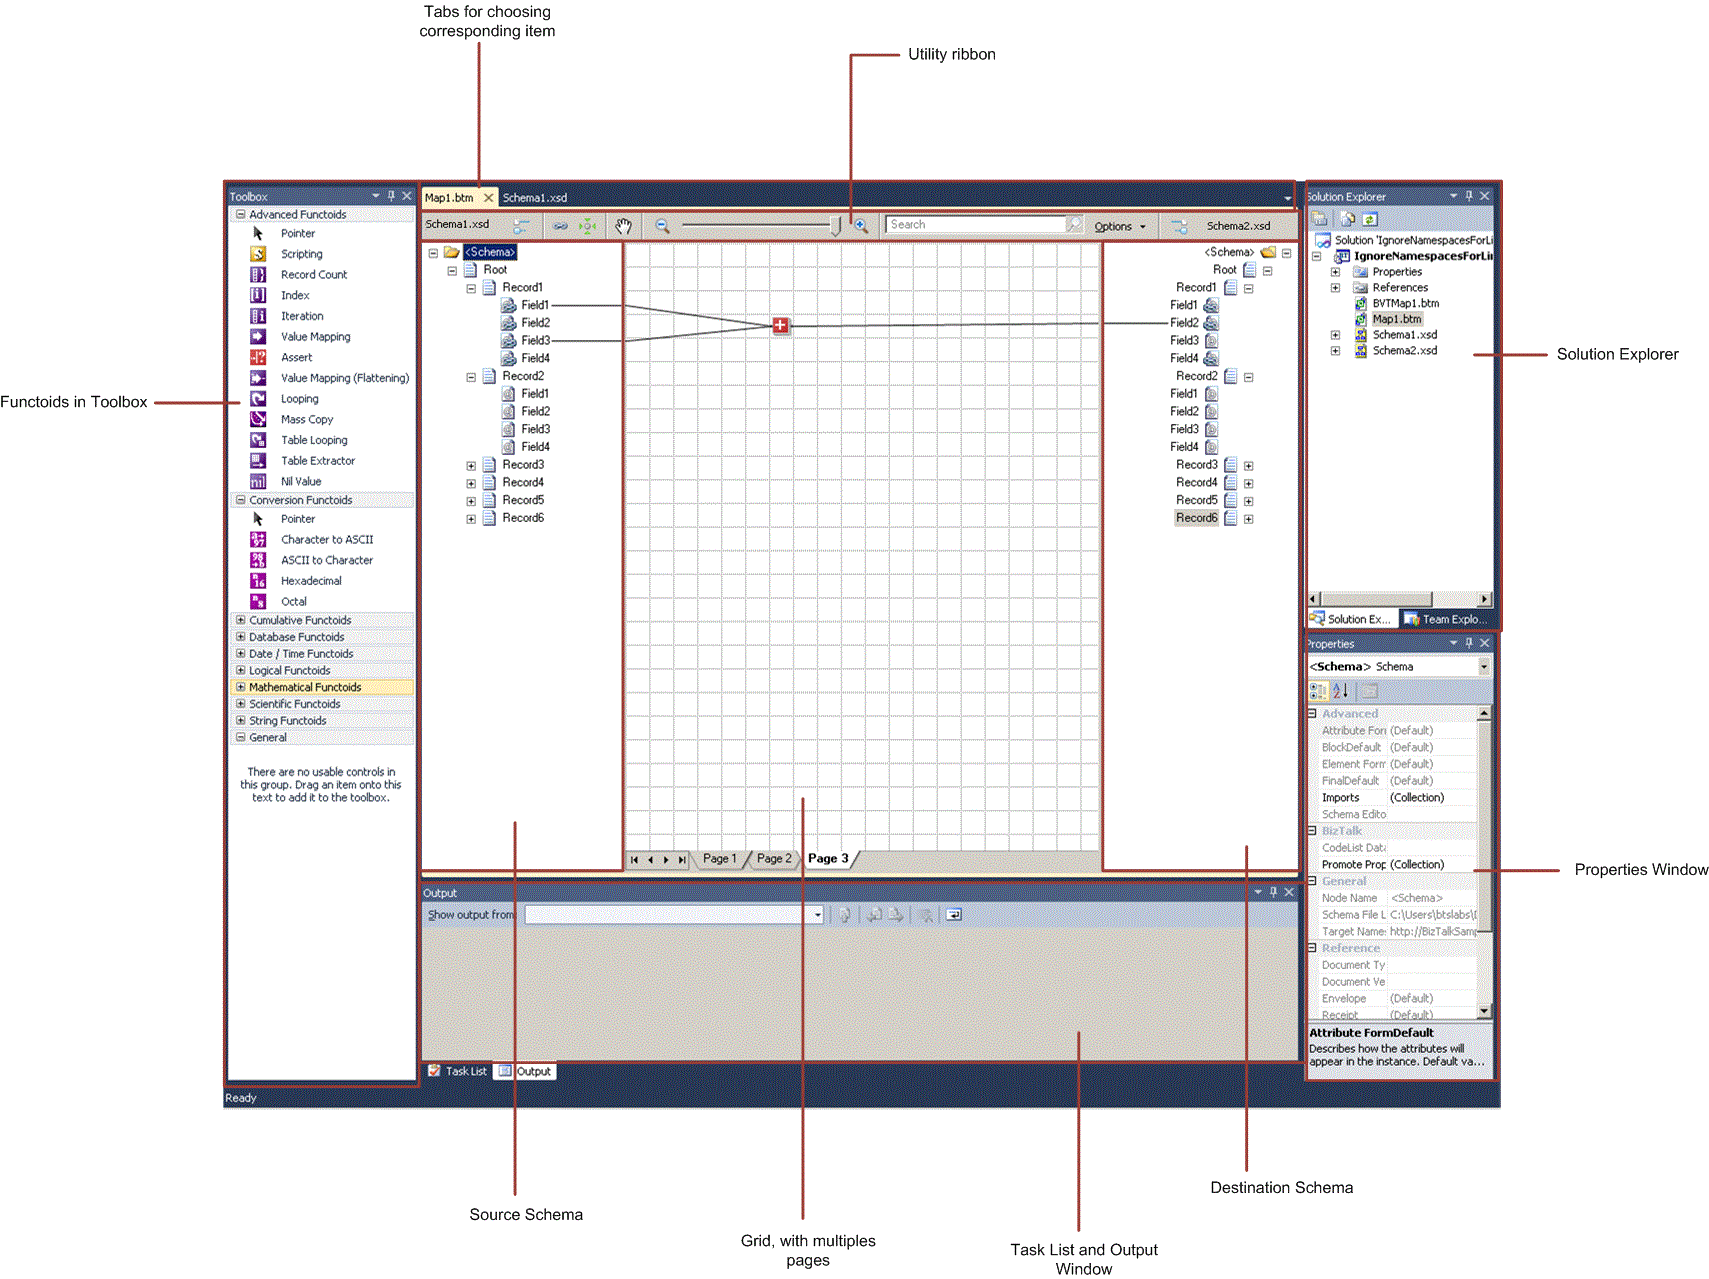 Tabs for choosing
corresponding item
Utility ribbon
Functoids in Toolbox
Solution Explorer
Properties Window
Source Schema
Grid, with multiples
pages
Task List and Output
Window
Destination Schema
Toolbox
Advanced Functoids
Pointer
Scripting
Record Count
Index
Iteration
Value Mapping
Assert
Value Mapping (Flattening)
Looping
Mass Copy
Table Looping
Table Extractor
Nil Value
Conversion Functoids
Pointer
Character to ASCII
ASCII to Character
Hexadecimal
Octal
Cumulative Functoids
Database Functoids
Date / Time Functoids
Logical Functoids
Mathematical Functoids
Scientific Functoids
String Functoids
General
There are no usable controls in
this group. Drag an item onto this
text to add it to the toolbox.
Ready
Map1.btm Schema1.xsd
Schema1.xsd Search Options Schema2.xsd
<Schema>
Root
Record1
Field1
Field2
Field3
Field4
Record2
Field1
Field2
Field3
Field4
Record3
Record4
Record5
Record6
Page 1 Page 2 Page 3
<Schema>
Root
Record1
Field1
Field2
Field3
Field4
Record2
Field1
Field2
Field3
Field4
Record3
Record4
Record5
Record6
Output
Show output from
Task List Output
Solution Explorer
Solution 'IgnoreNamespacesForLi
IgnoreNamespacesForLin
Properties
References
BVTMap1.btm
Map1.btm
Schema1.xsd
Schema2.xsd
Solution Ex... Team Explo...
Properties
<Schema> Schema
Advanced
Attribute Forr (Default)
BlockDefault (Default)
Element Form (Default)
FinalDefault (Default)
Imports (Collection)
Schema Edito
BizTalk
CodeList Data
Promote Prop (Collection)
General
Node Name <Schema>
Schema File L C:\Users\btslabs\D
Target Name: http://BizTalkSamp
Reference
Document Ty
Document Ve
Envelope (Default)
Receipt (Default)
Attribute FormDefault
Describes how the attributes will
appear in the instance. Default va...